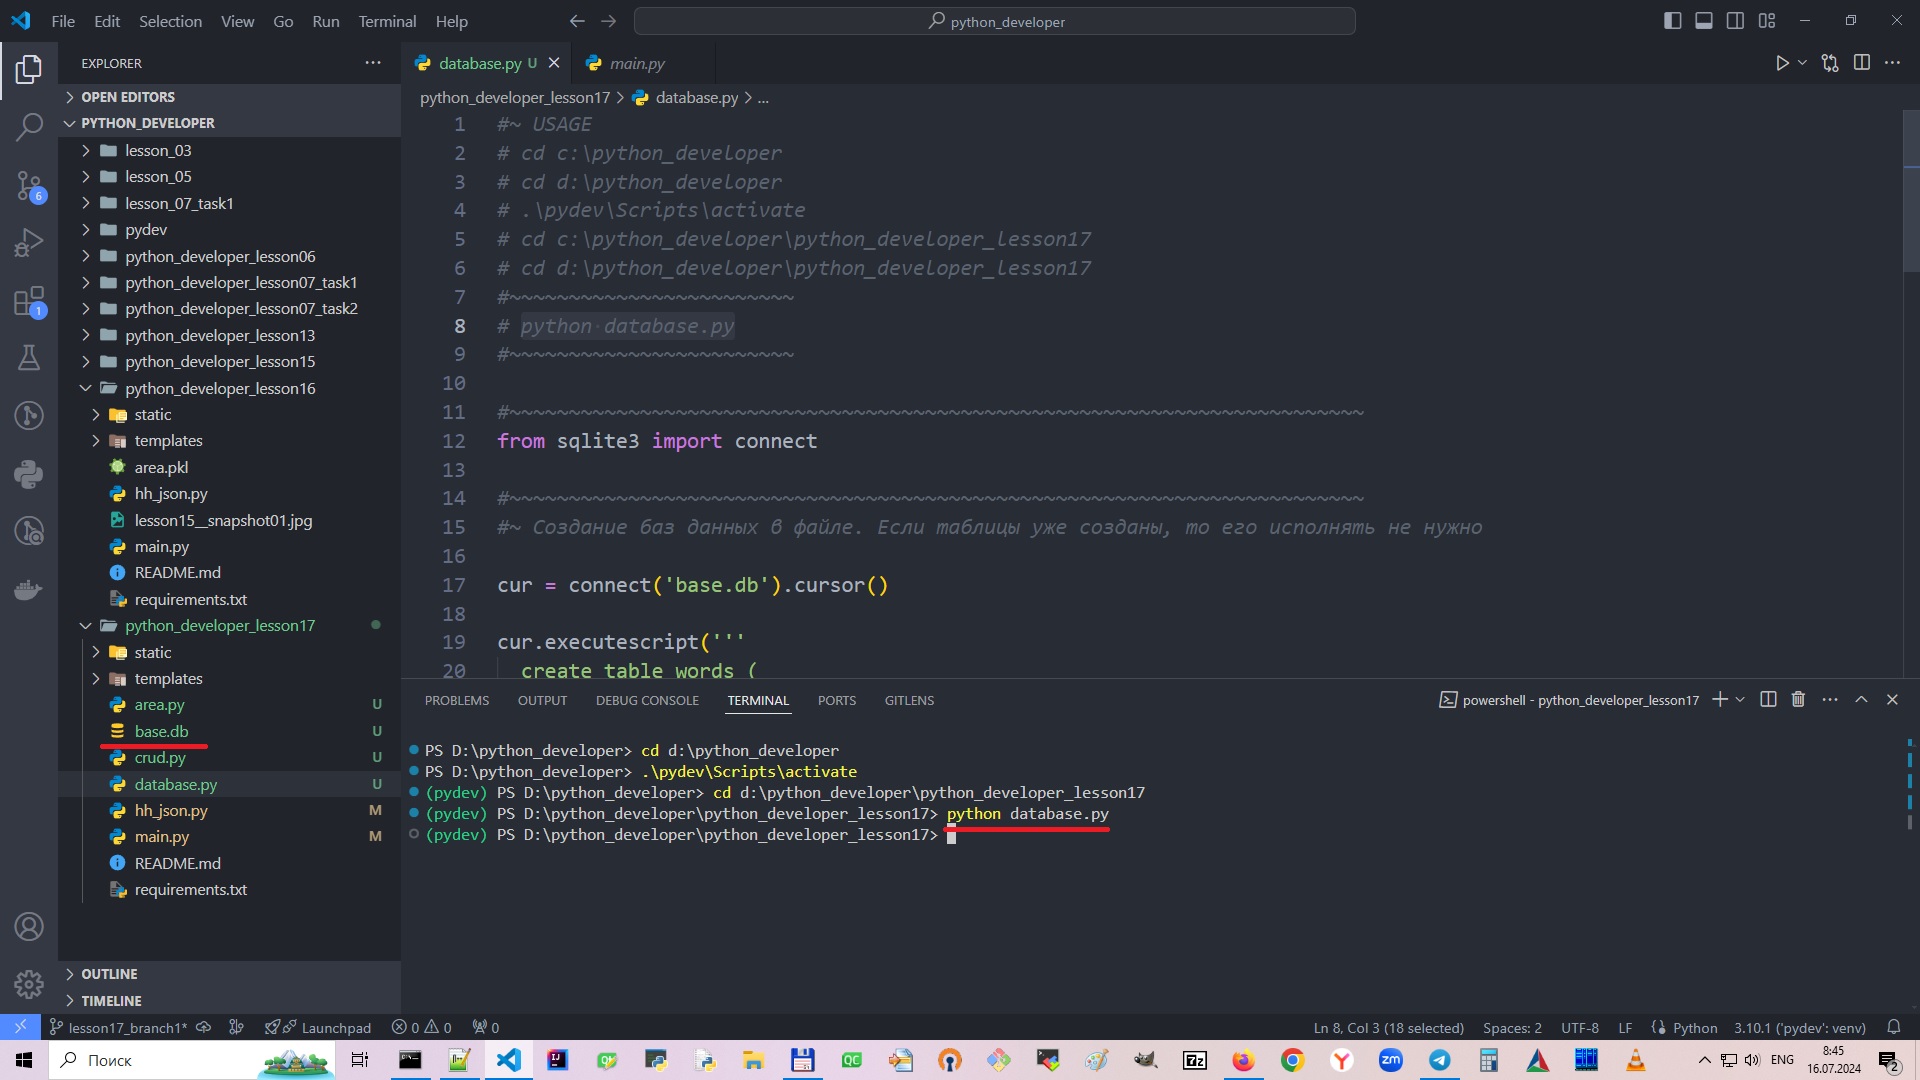 File Edit Selection View Go Run Terminal Help
python_developer
EXPLORER
OPEN EDITORS
PYTHON_DEVELOPER
lesson_03
lesson_05
lesson_07_task1
pydev
python_developer_lesson06
python_developer_lesson07_task1
python_developer_lesson07_task2
python_developer_lesson13
python_developer_lesson15
python_developer_lesson16
static
templates
area.pkl
hh_json.py
lesson15__snapshot01.jpg
main.py
README.md
requirements.txt
python_developer_lesson17
static
templates
area.py U
base.db U
crud.py U
database.py U
hh_json.py M
main.py M
README.md
requirements.txt
OUTLINE
TIMELINE
6
1
database.py U
main.py
python_developer_lesson17 > database.py > ...
1 #~ USAGE
2 # cd c:\python_developer
3 # cd d:\python_developer
4 # .\pydev\Scripts\activate
5 # cd c:\python_developer\python_developer_lesson17
6 # cd d:\python_developer\python_developer_lesson17
7 #~~~~~~~~~~~~~~~~~~~~~~~~
8 # python·database.py
9 #~~~~~~~~~~~~~~~~~~~~~~~~
10
11 #~~~~~~~~~~~~~~~~~~~~~~~~~~~~~~~~~~~~~~~~~~~~~~~~~~~~~~~~~~~~~~~~~~~~~~~~
12 from sqlite3 import connect
13
14 #~~~~~~~~~~~~~~~~~~~~~~~~~~~~~~~~~~~~~~~~~~~~~~~~~~~~~~~~~~~~~~~~~~~~~~~~
15 #~ Создание баз данных в файле. Если таблицы уже созданы, то его исполнять не нужно
16
17 cur = connect('base.db').cursor()
18
19 cur.executescript('''
20 create table words (
PROBLEMS OUTPUT DEBUG CONSOLE TERMINAL PORTS GITLENS
powershell - python_developer_lesson17
PS D:\python_developer> cd d:\python_developer
PS D:\python_developer> .\pydev\Scripts\activate
(pydev) PS D:\python_developer> cd d:\python_developer\python_developer_lesson17
(pydev) PS D:\python_developer\python_developer_lesson17> python database.py
(pydev) PS D:\python_developer\python_developer_lesson17>
lesson17_branch1* Launchpad 0 0 0
Ln 8, Col 3 (18 selected) Spaces: 2 UTF-8 LF Python 3.10.1 ('pydev': venv)
Поиск
QC
7z
zm
ENG
8:45
16.07.2024
2